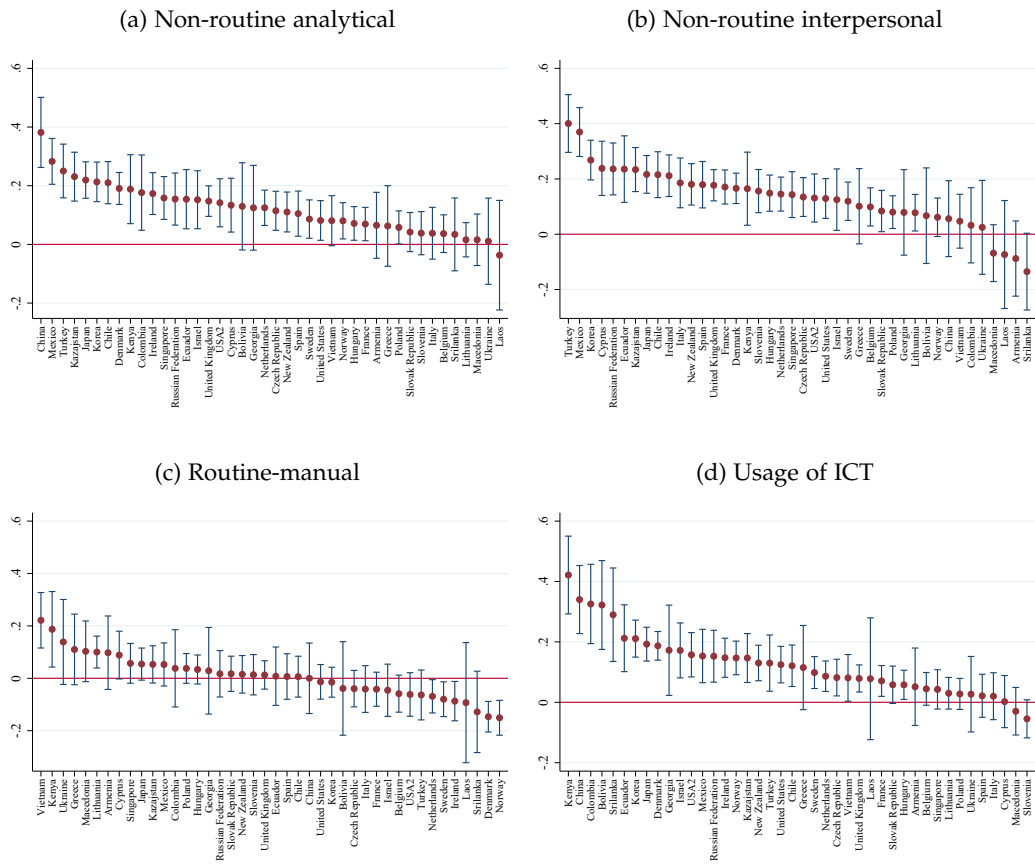 (a) Non-routine analytical
.6
.4
.2
0
-.2
China
Mexico
Turkey
Kazajstan
Japan
Korea
Chile
Denmark
Kenya
Colombia
Ireland
Singapore
Russian Federation
Ecuador
Israel
United Kingdom
USA2
Cyprus
Bolivia
Georgia
Netherlands
Czech Republic
New Zealand
Spain
Sweden
United States
Vietnam
Norway
Hungary
France
Armenia
Greece
Poland
Slovak Republic
Slovenia
Italy
Belgium
Srilanka
Lithuania
Macedonia
Ukraine
Laos
(b) Non-routine interpersonal
.6
.4
.2
0
-.2
Turkey
Mexico
Korea
Cyprus
Russian Federation
Ecuador
Kazajstan
Japan
Chile
Ireland
Italy
New Zealand
Spain
United Kingdom
France
Denmark
Kenya
Slovenia
Hungary
Netherlands
Singapore
Czech Republic
USA2
United States
Israel
Sweden
Greece
Belgium
Slovak Republic
Poland
Georgia
Lithuania
Bolivia
Norway
China
Vietnam
Colombia
Ukraine
Macedonia
Laos
Armenia
Srilanka
(c) Routine-manual
.6
.4
.2
0
-.2
Vietnam
Kenya
Ukraine
Greece
Macedonia
Lithuania
Armenia
Cyprus
Singapore
Japan
Kazajstan
Mexico
Colombia
Poland
Hungary
Georgia
Russian Federation
Slovak Republic
New Zealand
Slovenia
United Kingdom
Ecuador
Spain
Chile
China
United States
Korea
Bolivia
Czech Republic
Italy
France
Israel
Belgium
USA2
Turkey
Netherlands
Sweden
Ireland
Laos
Srilanka
Denmark
Norway
(d) Usage of ICT
.6
.4
.2
0
-.2
Kenya
China
Colombia
Bolivia
Srilanka
Ecuador
Korea
Japan
Denmark
Georgia
Israel
USA2
Mexico
Russian Federation
Ireland
Norway
Kazajstan
New Zealand
Turkey
United States
Chile
Greece
Sweden
Netherlands
Czech Republic
Vietnam
United Kingdom
Laos
France
Slovak Republic
Hungary
Armenia
Belgium
Singapore
Lithuania
Poland
Ukraine
Spain
Italy
Cyprus
Macedonia
Slovenia